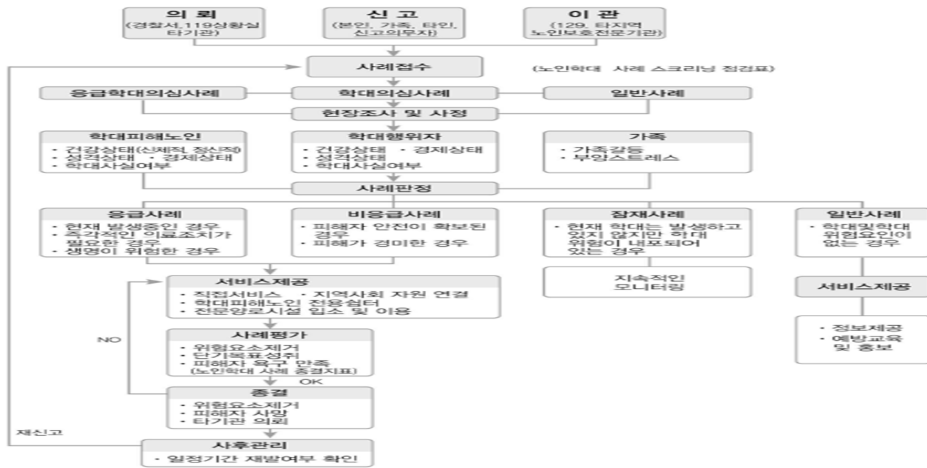 의 뢰
(경찰서,119상황실
타기관)
신 고
(본인, 가족, 타인,
신고의무자)
이 관
(129, 타지역
노인보호전문기관)
사례접수
(노인학대 사례 스크리닝 점검표)
응급학대의심사례
학대의심사례
일반사례
현장조사 및 사정
학대피해노인
· 건강상태(신체적, 정신적)
· 성격상태 · 경제상태
· 학대사실여부
학대행위자
· 건강상태 · 경제상태
· 성격상태
· 학대사실여부
가족
· 가족갈등
· 부양스트레스
사례판정
응급사례
· 현재 발생중인 경우
· 즉각적인 의료조치가
필요한 경우
· 생명이 위험한 경우
비응급사례
· 피해자 안전이 확보된
경우
· 피해가 경미한 경우
잠재사례
· 현재 학대는 발생하고
있지 않지만 학대
위험이 내포되어
있는 경우
일반사례
· 학대및학대
위험요인이
없는 경우
서비스제공
· 직접서비스 · 지역사회 자원 연결
· 학대피해노인 전용쉼터
· 전문양로시설 입소 및 이용
지속적인
모니터링
서비스제공
· 정보제공
· 예방교육
및 홍보
NO
사례평가
· 위험요소제거
· 단기목표성취
· 피해자 욕구 만족
(노인학대 사례 종결지표)
OK
종결
· 위험요소제거
· 피해자 사망
· 타기관 의뢰
재신고
사후관리
· 일정기간 재발여부 확인